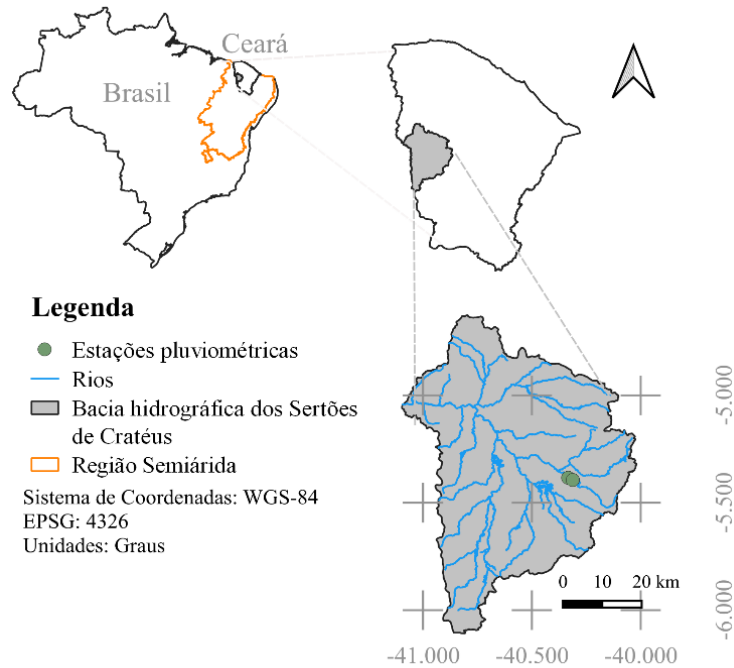 Ceará
Brasil
Legenda
Estações pluviométricas
Rios
Bacia hidrográfica dos Sertões
de Cratéus
Região Semiárida
Sistema de Coordenadas: WGS-84
EPSG: 4326
Unidades: Graus
-5.000
-5.500
-6.000
0 10 20 km
-41.000 -40.500 -40.000